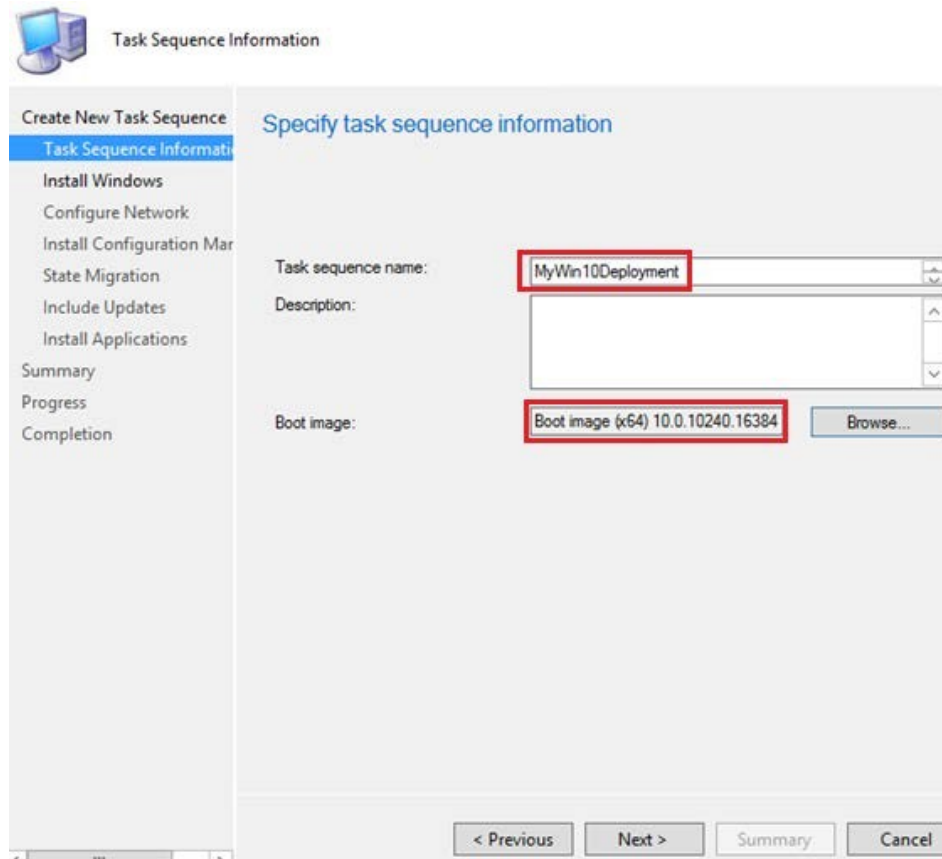 Task Sequence Information
Create New Task Sequence
Task Sequence Informati
Install Windows
Configure Network
Install Configuration Mar
State Migration
Include Updates
Install Applications
Summary
Progress
Completion
Specify task sequence information
Task sequence name:
MyWin10Deployment
Description:
Boot image:
Boot image (x64) 10.0.10240.16384
Browse...
< Previous
Next >
Summary
Cancel